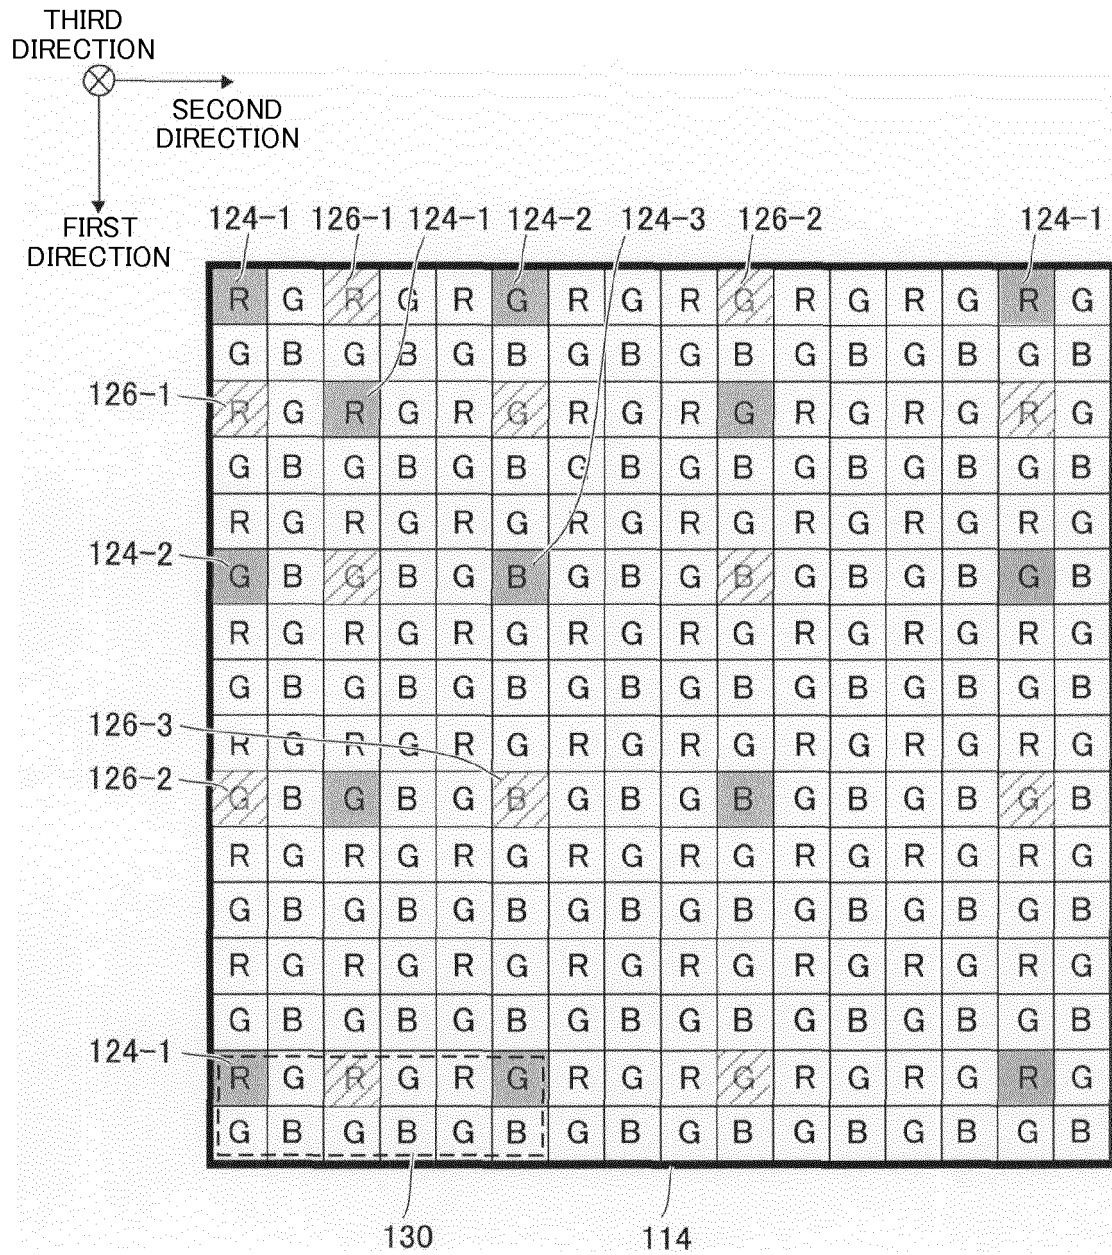 THIRD
DIRECTION
SECOND
DIRECTION
FIRST
DIRECTION
124-1 126-1 124-1 124-2 124-3 126-2 124-1
R G R G R G R G R G R G R G R G
G B G B G B G B G B G B G B G B
126-1 R G R G R G R G R G R G R G R G
G B G B G B G B G B G B G B G B
R G R G R G R G R G R G R G R G
124-2 G B G B G B G B G B G B G B G B
R G R G R G R G R G R G R G R G
G B G B G B G B G B G B G B G B
126-3
R G R G R G R G R G R G R G R G
126-2 G B G B G B G B G B G B G B G B
R G R G R G R G R G R G R G R G
G B G B G B G B G B G B G B G B
R G R G R G R G R G R G R G R G
G B G B G B G B G B G B G B G B
124-1 R G R G R G R G R G R G R G R G
G B G B G B G B G B G B G B G B
130 114